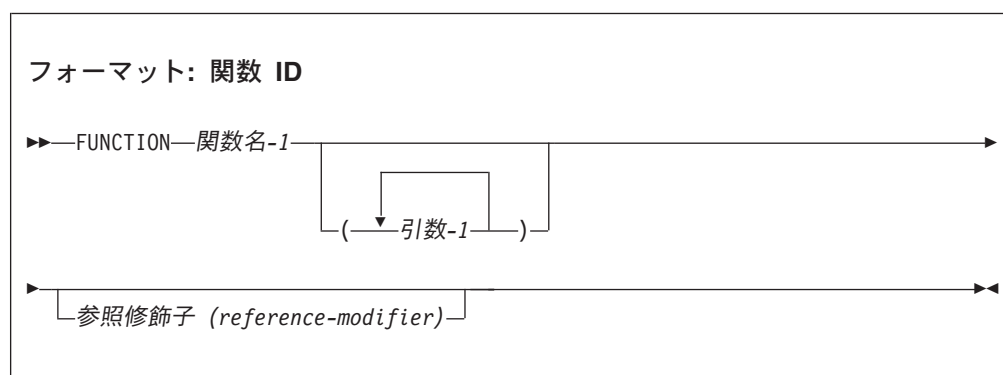 フォーマット: 関数 ID
FUNCTION 関数名-1
( 引数-1 )
参照修飾子 (reference-modifier)